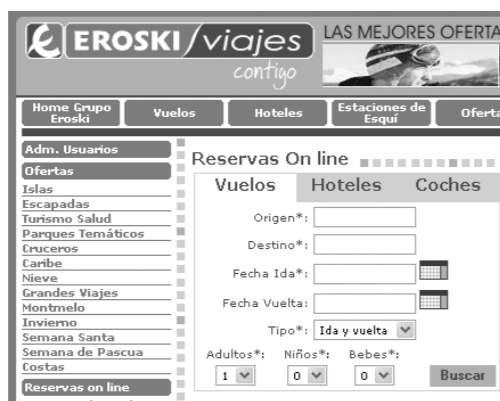 EROSKI/viajes
contigo
LAS MEJORES OFERTA
Home Grupo Eroski
Vuelos
Hoteles
Estaciones de Esquí
Oferta
Adm. Usuarios
Ofertas
Islas
Escapadas
Turismo Salud
Parques Temáticos
Cruceros
Caribe
Nieve
Grandes Viajes
Montmelo
Invierno
Semana Santa
Semana de Pascua
Costas
Reservas on line
Reservas On line
Vuelos Hoteles Coches
Origen*:
Destino*:
Fecha Ida*:
Fecha Vuelta:
Tipo*: Ida y vuelta
Adultos*: Niños*: Bebes*:
1 0 0 Buscar